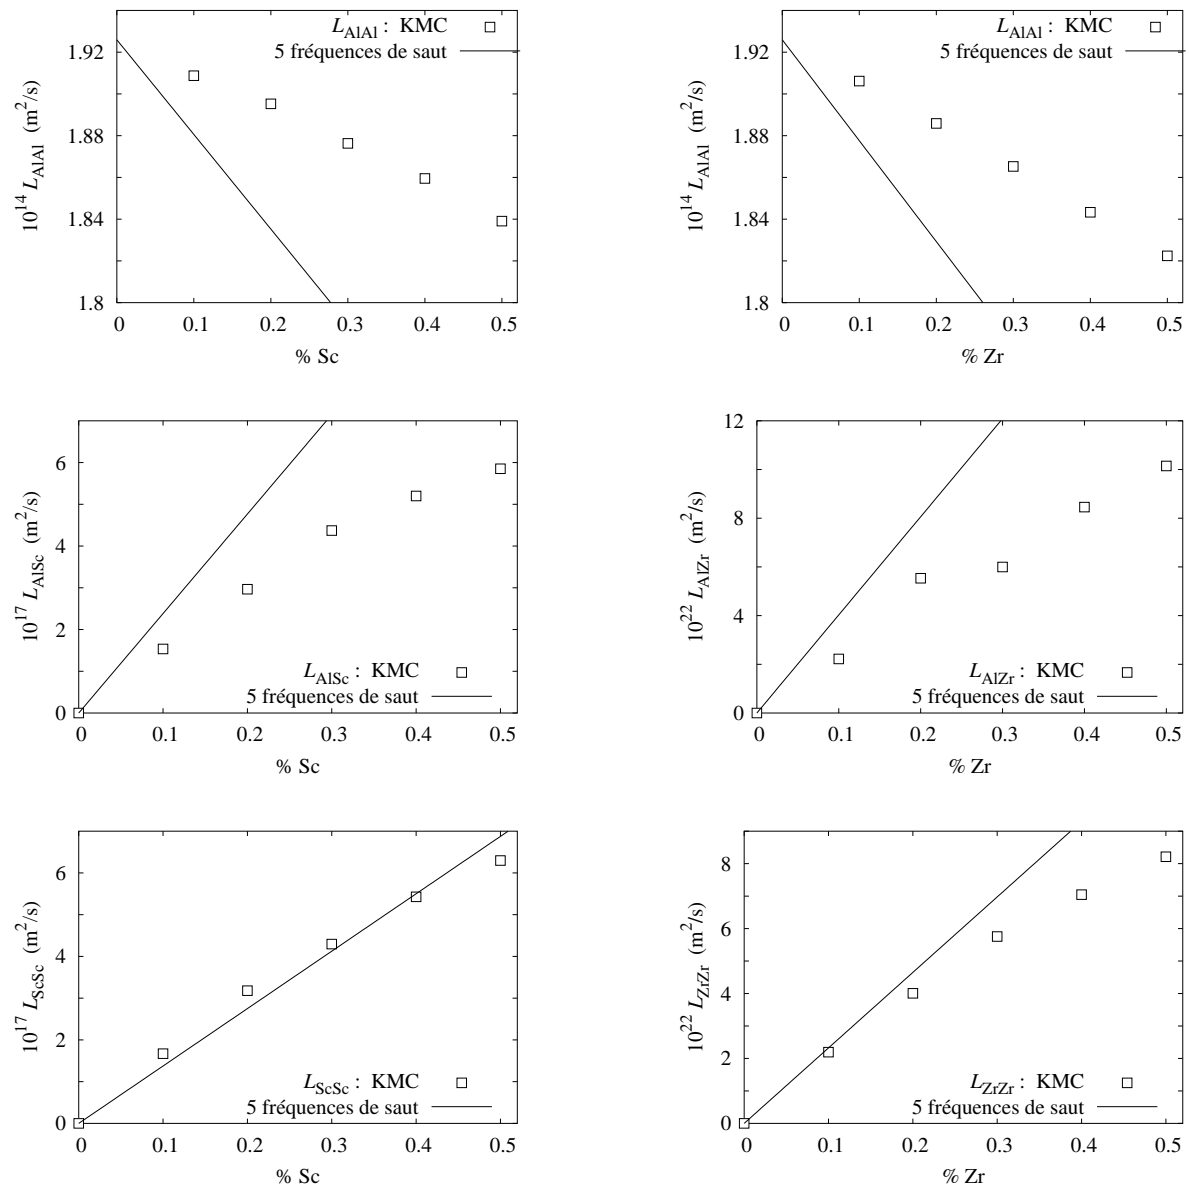 L_AlAl : KMC
5 fréquences de saut
1.92
1.88
1.84
1.8
10^14 L_AlAl (m^2/s)
0 0.1 0.2 0.3 0.4 0.5
% Sc
L_AlAl : KMC
5 fréquences de saut
1.92
1.88
1.84
1.8
10^14 L_AlAl (m^2/s)
0 0.1 0.2 0.3 0.4 0.5
% Zr
6
4
2
0
10^17 L_AlSc (m^2/s)
L_AlSc : KMC
5 fréquences de saut
0 0.1 0.2 0.3 0.4 0.5
% Sc
12
8
4
0
10^22 L_AlZr (m^2/s)
L_AlZr : KMC
5 fréquences de saut
0 0.1 0.2 0.3 0.4 0.5
% Zr
6
4
2
0
10^17 L_ScSc (m^2/s)
L_ScSc : KMC
5 fréquences de saut
0 0.1 0.2 0.3 0.4 0.5
% Sc
8
6
4
2
0
10^22 L_ZrZr (m^2/s)
L_ZrZr : KMC
5 fréquences de saut
0 0.1 0.2 0.3 0.4 0.5
% Zr